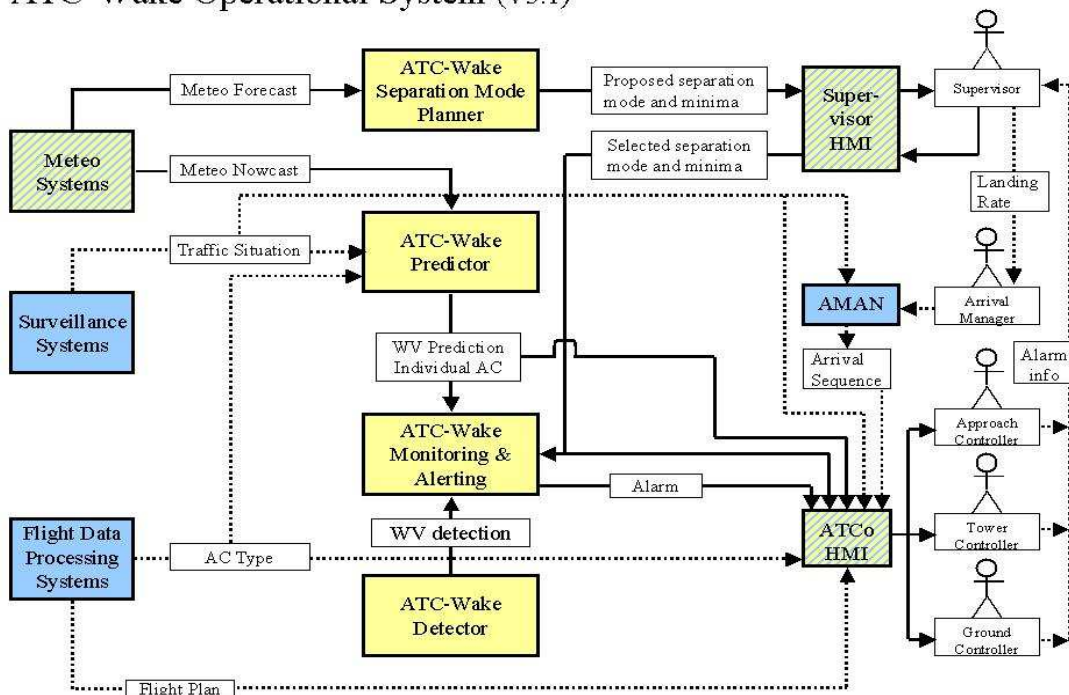 ATC-Wake Operational System (V3.1)
ATC-Wake
Separation Mode
Planner
Meteo Forecast
Proposed separation
mode and minima
Super-
visor
HMI
Supervisor
Meteo
Systems
Meteo Nowcast
Selected separation
mode and minima
Landing
Rate
Traffic Situation
ATC-Wake
Predictor
Surveillance
Systems
AMAN
Arrival
Manager
WV Prediction
Individual AC
Arrival
Sequence
Alarm
info
ATC-Wake
Monitoring &
Alerting
Approach
Controller
Alarm
Flight Data
Processing
Systems
AC Type
WV detection
ATCo
HMI
Tower
Controller
ATC-Wake
Detector
Ground
Controller
Flight Plan